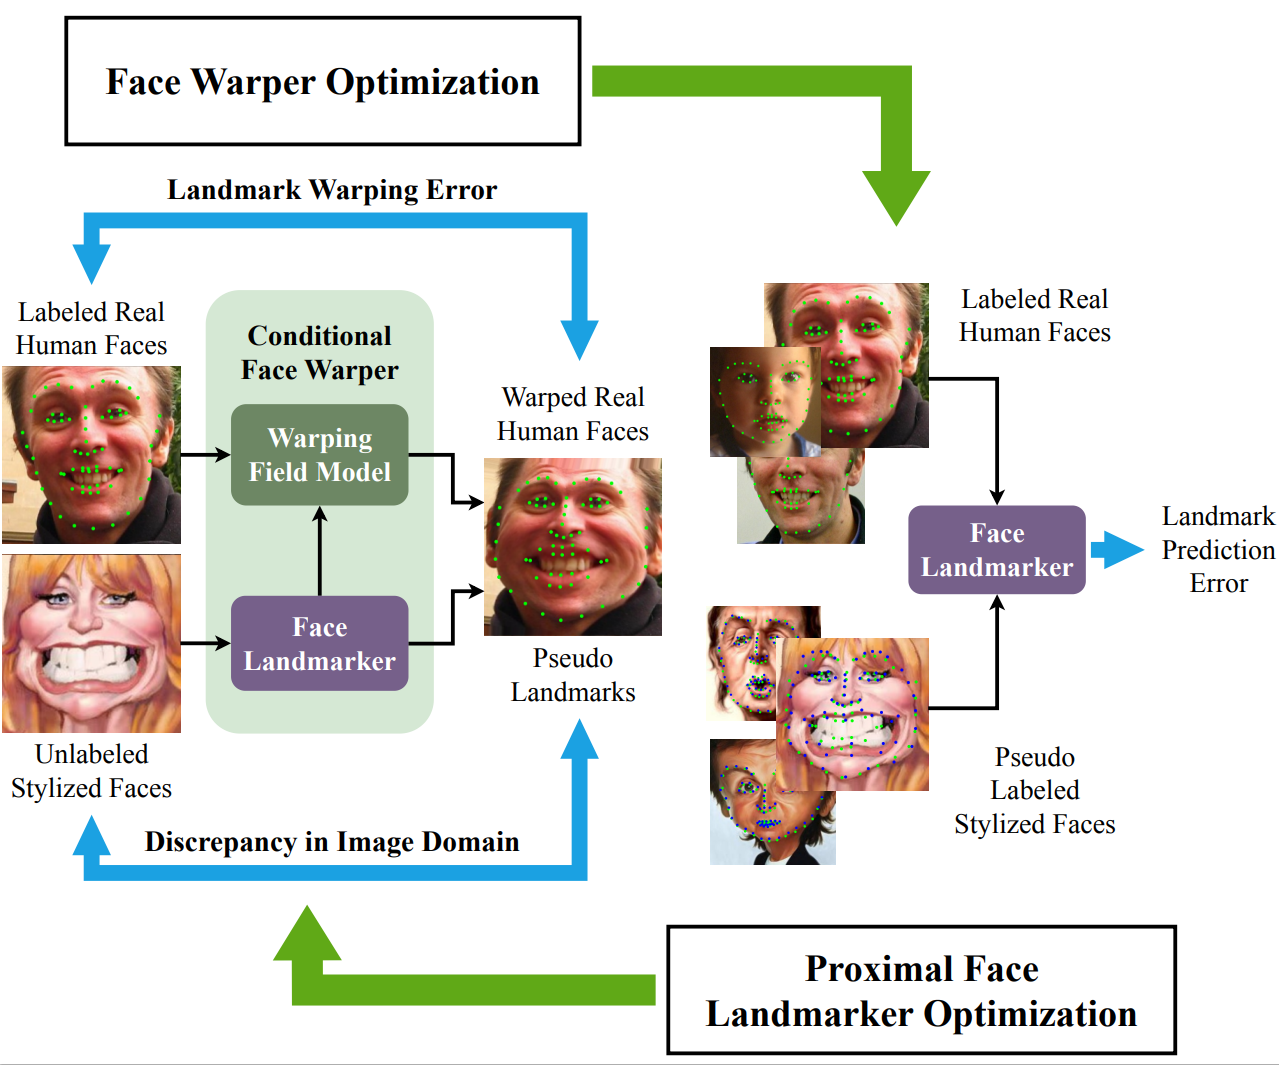 Face Warper Optimization
Landmark Warping Error
Labeled Real
Human Faces
Conditional
Face Warper
Warping
Field Model
Face
Landmarker
Unlabeled
Stylized Faces
Warped Real
Human Faces
Pseudo
Landmarks
Discrepancy in Image Domain
Labeled Real
Human Faces
Face
Landmarker
Landmark
Prediction
Error
Pseudo
Labeled
Stylized Faces
Proximal Face
Landmarker Optimization